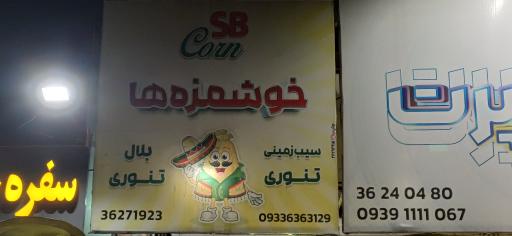 SB
Corn
خوشمزه‌ها
سیب‌زمینی
تنوری
بلال
تنوری
36271923
09336363129
سفره
36 24 04 80
0939 1111 067